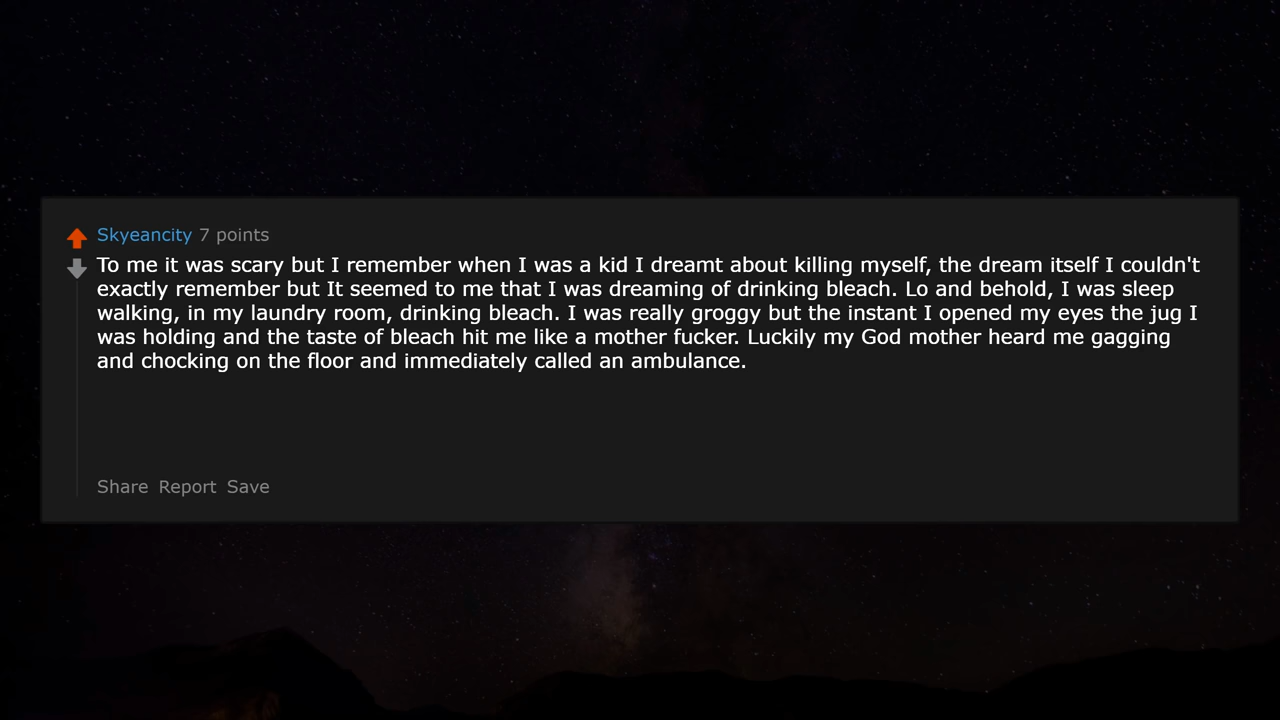 Skyeancity 7 points
To me it was scary but I remember when I was a kid I dreamt about killing myself, the dream itself I couldn't
exactly remember but It seemed to me that I was dreaming of drinking bleach. Lo and behold, I was sleep
walking, in my laundry room, drinking bleach. I was really groggy but the instant I opened my eyes the jug I
was holding and the taste of bleach hit me like a mother fucker. Luckily my God mother heard me gagging
and chocking on the floor and immediately called an ambulance.
Share Report Save